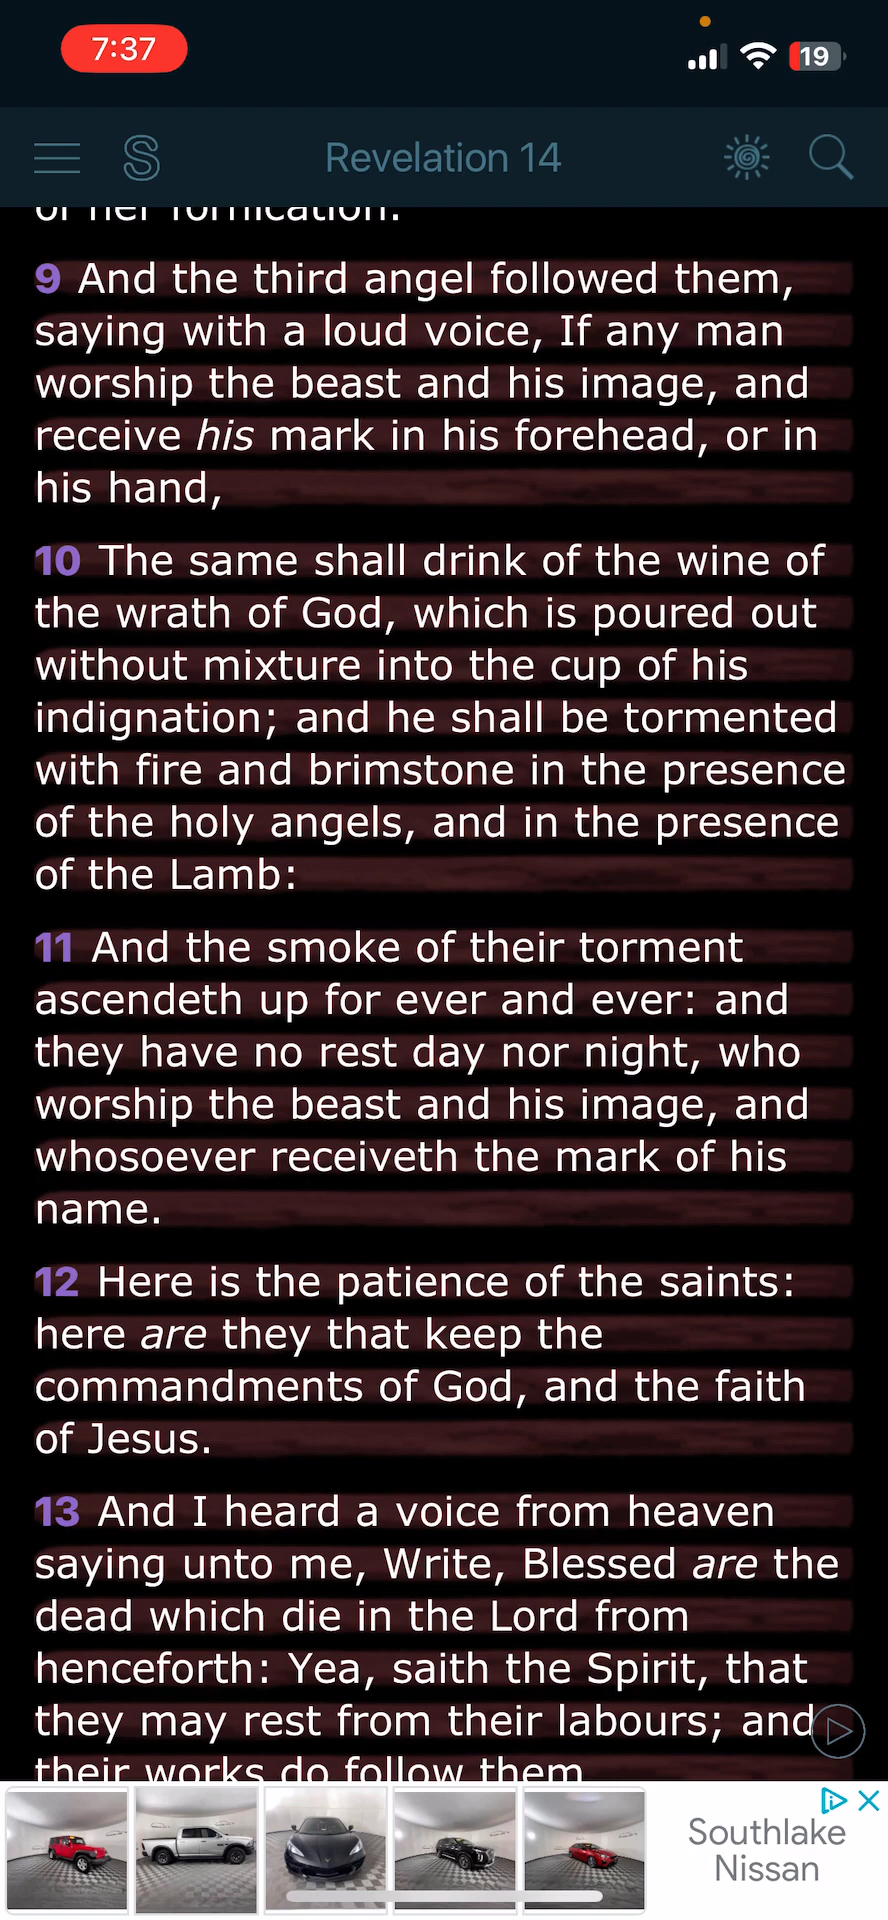 7:37
19
Revelation 14
of her fornication.
9 And the third angel followed them,
saying with a loud voice, If any man
worship the beast and his image, and
receive his mark in his forehead, or in
his hand,
10 The same shall drink of the wine of
the wrath of God, which is poured out
without mixture into the cup of his
indignation; and he shall be tormented
with fire and brimstone in the presence
of the holy angels, and in the presence
of the Lamb:
11 And the smoke of their torment
ascendeth up for ever and ever: and
they have no rest day nor night, who
worship the beast and his image, and
whosoever receiveth the mark of his
name.
12 Here is the patience of the saints:
here are they that keep the
commandments of God, and the faith
of Jesus.
13 And I heard a voice from heaven
saying unto me, Write, Blessed are the
dead which die in the Lord from
henceforth: Yea, saith the Spirit, that
they may rest from their labours; and
their works do follow them
Southlake
Nissan